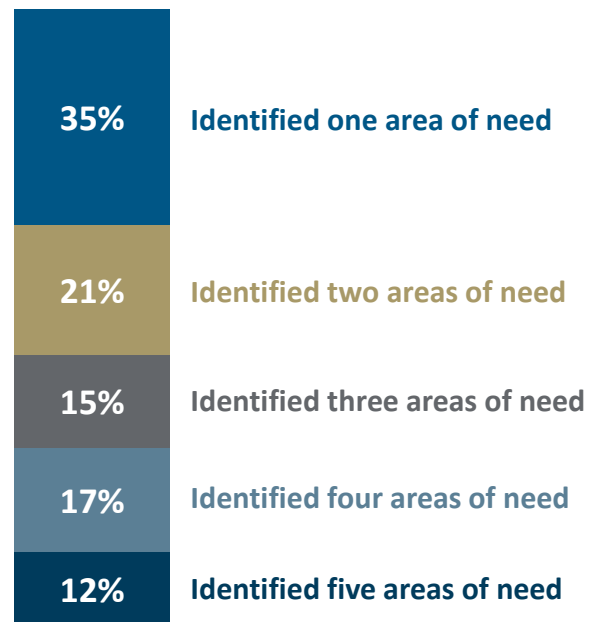 35% Identified one area of need
21% Identified two areas of need
15% Identified three areas of need
17% Identified four areas of need
12% Identified five areas of need